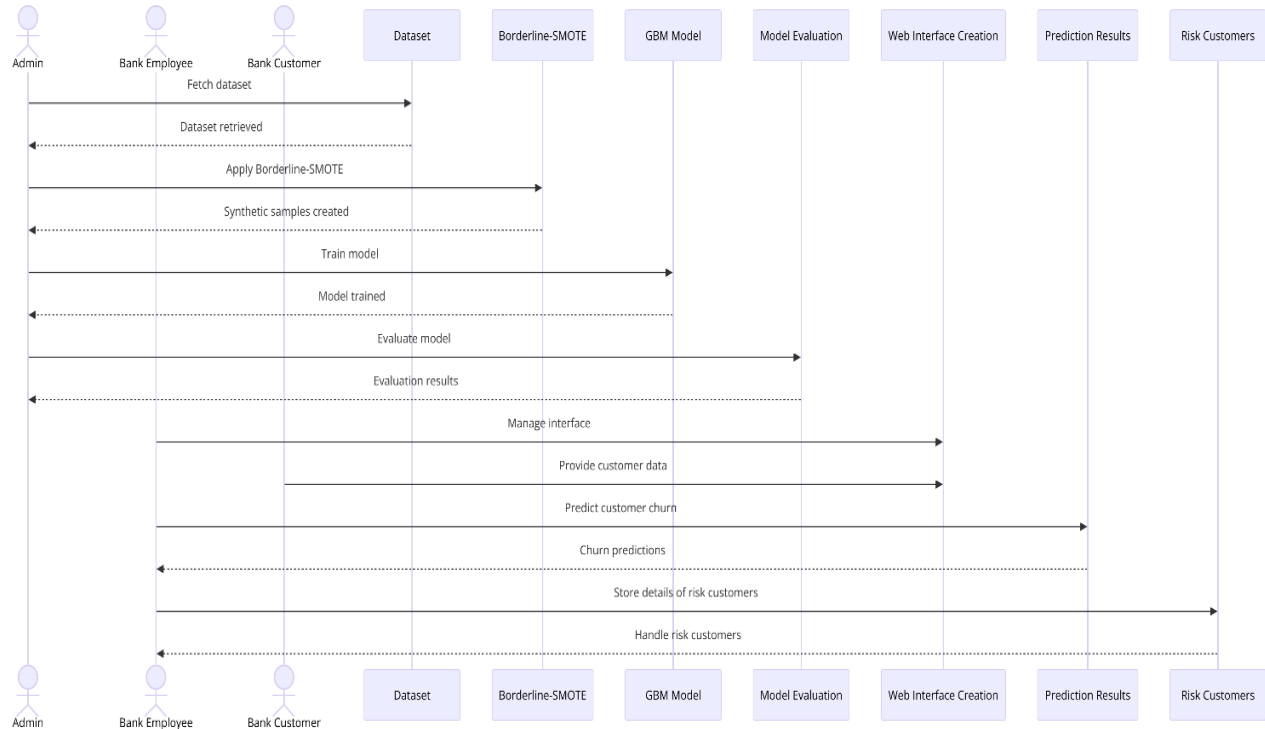 Dataset
Borderline-SMOTE
GBM Model
Model Evaluation
Web Interface Creation
Prediction Results
Risk Customers
Admin
Bank Employee
Bank Customer
Fetch dataset
Dataset retrieved
Apply Borderline-SMOTE
Synthetic samples created
Train model
Model trained
Evaluate model
Evaluation results
Manage interface
Provide customer data
Predict customer churn
Churn predictions
Store details of risk customers
Handle risk customers
Dataset
Borderline-SMOTE
GBM Model
Model Evaluation
Web Interface Creation
Prediction Results
Risk Customers
Admin
Bank Employee
Bank Customer